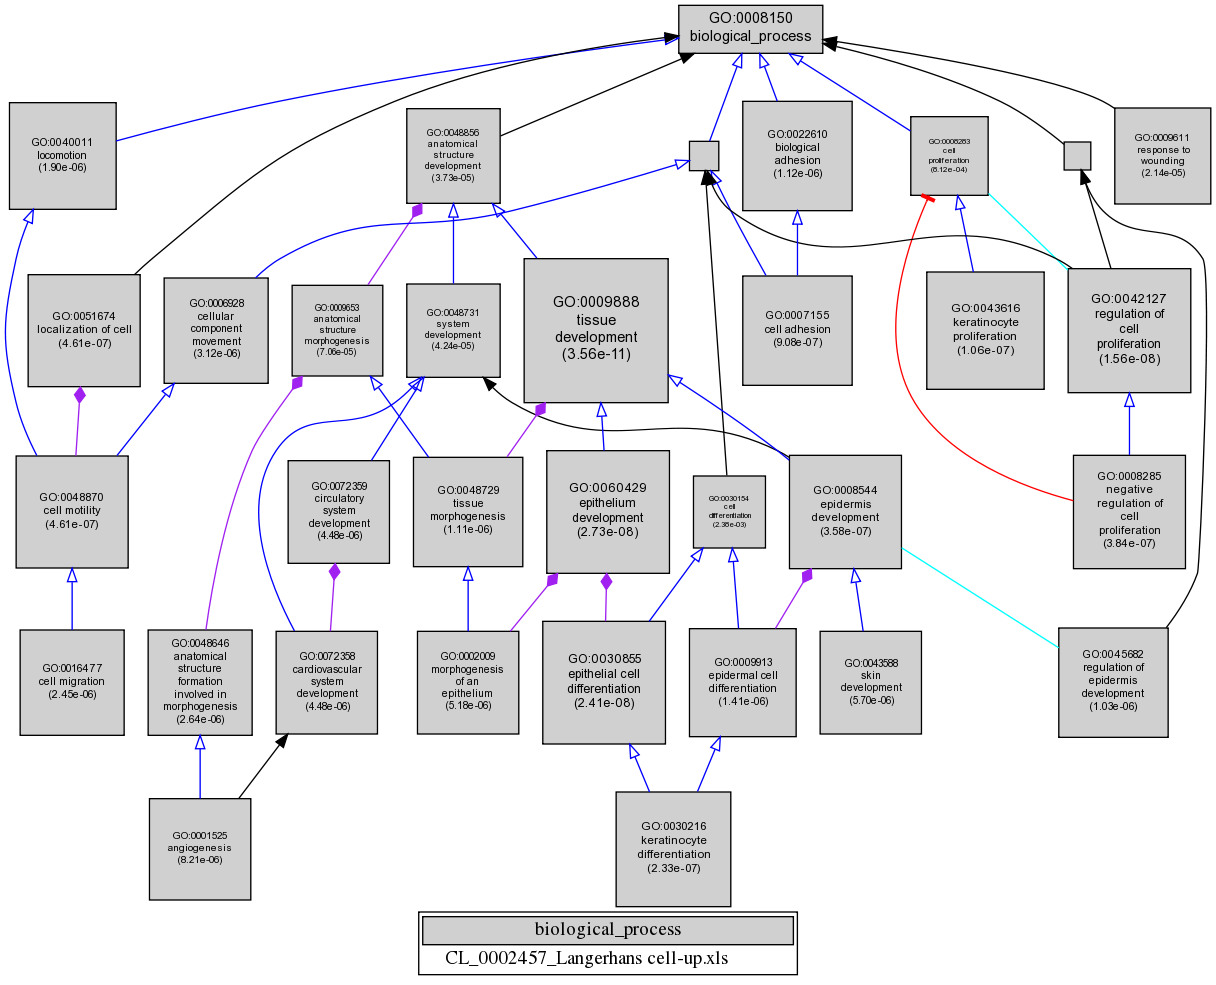 GO:0008150
biological_process
GO:0040011
locomotion
(1.90e-06)
GO:0048856
anatomical
structure
development
(3.73e-05)
GO:0022610
biological
adhesion
(1.12e-06)
GO:0008283
cell
proliferation
(8.12e-04)
GO:0009611
response to
wounding
(2.14e-05)
GO:0051674
localization of cell
(4.61e-07)
GO:0006928
cellular
component
movement
(3.12e-06)
GO:0009653
anatomical
structure
morphogenesis
(7.06e-05)
GO:0048731
system
development
(4.24e-05)
GO:0009888
tissue
development
(3.56e-11)
GO:0007155
cell adhesion
(9.08e-07)
GO:0043616
keratinocyte
proliferation
(1.06e-07)
GO:0042127
regulation of
cell
proliferation
(1.56e-08)
GO:0048870
cell motility
(4.61e-07)
GO:0072359
circulatory
system
development
(4.48e-06)
GO:0048729
tissue
morphogenesis
(1.11e-06)
GO:0060429
epithelium
development
(2.73e-08)
GO:0030154
cell
differentiation
(2.36e-03)
GO:0008544
epidermis
development
(3.58e-07)
GO:0008285
negative
regulation of
cell
proliferation
(3.84e-07)
GO:0016477
cell migration
(2.45e-06)
GO:0048646
anatomical
structure
formation
involved in
morphogenesis
(2.64e-06)
GO:0072358
cardiovascular
system
development
(4.48e-06)
GO:0002009
morphogenesis
of an
epithelium
(5.18e-06)
GO:0030855
epithelial cell
differentiation
(2.41e-08)
GO:0009913
epidermal cell
differentiation
(1.41e-06)
GO:0043588
skin
development
(5.70e-06)
GO:0045682
regulation of
epidermis
development
(1.03e-06)
GO:0001525
angiogenesis
(8.21e-06)
GO:0030216
keratinocyte
differentiation
(2.33e-07)
biological_process
CL_0002457_Langerhans cell-up.xls